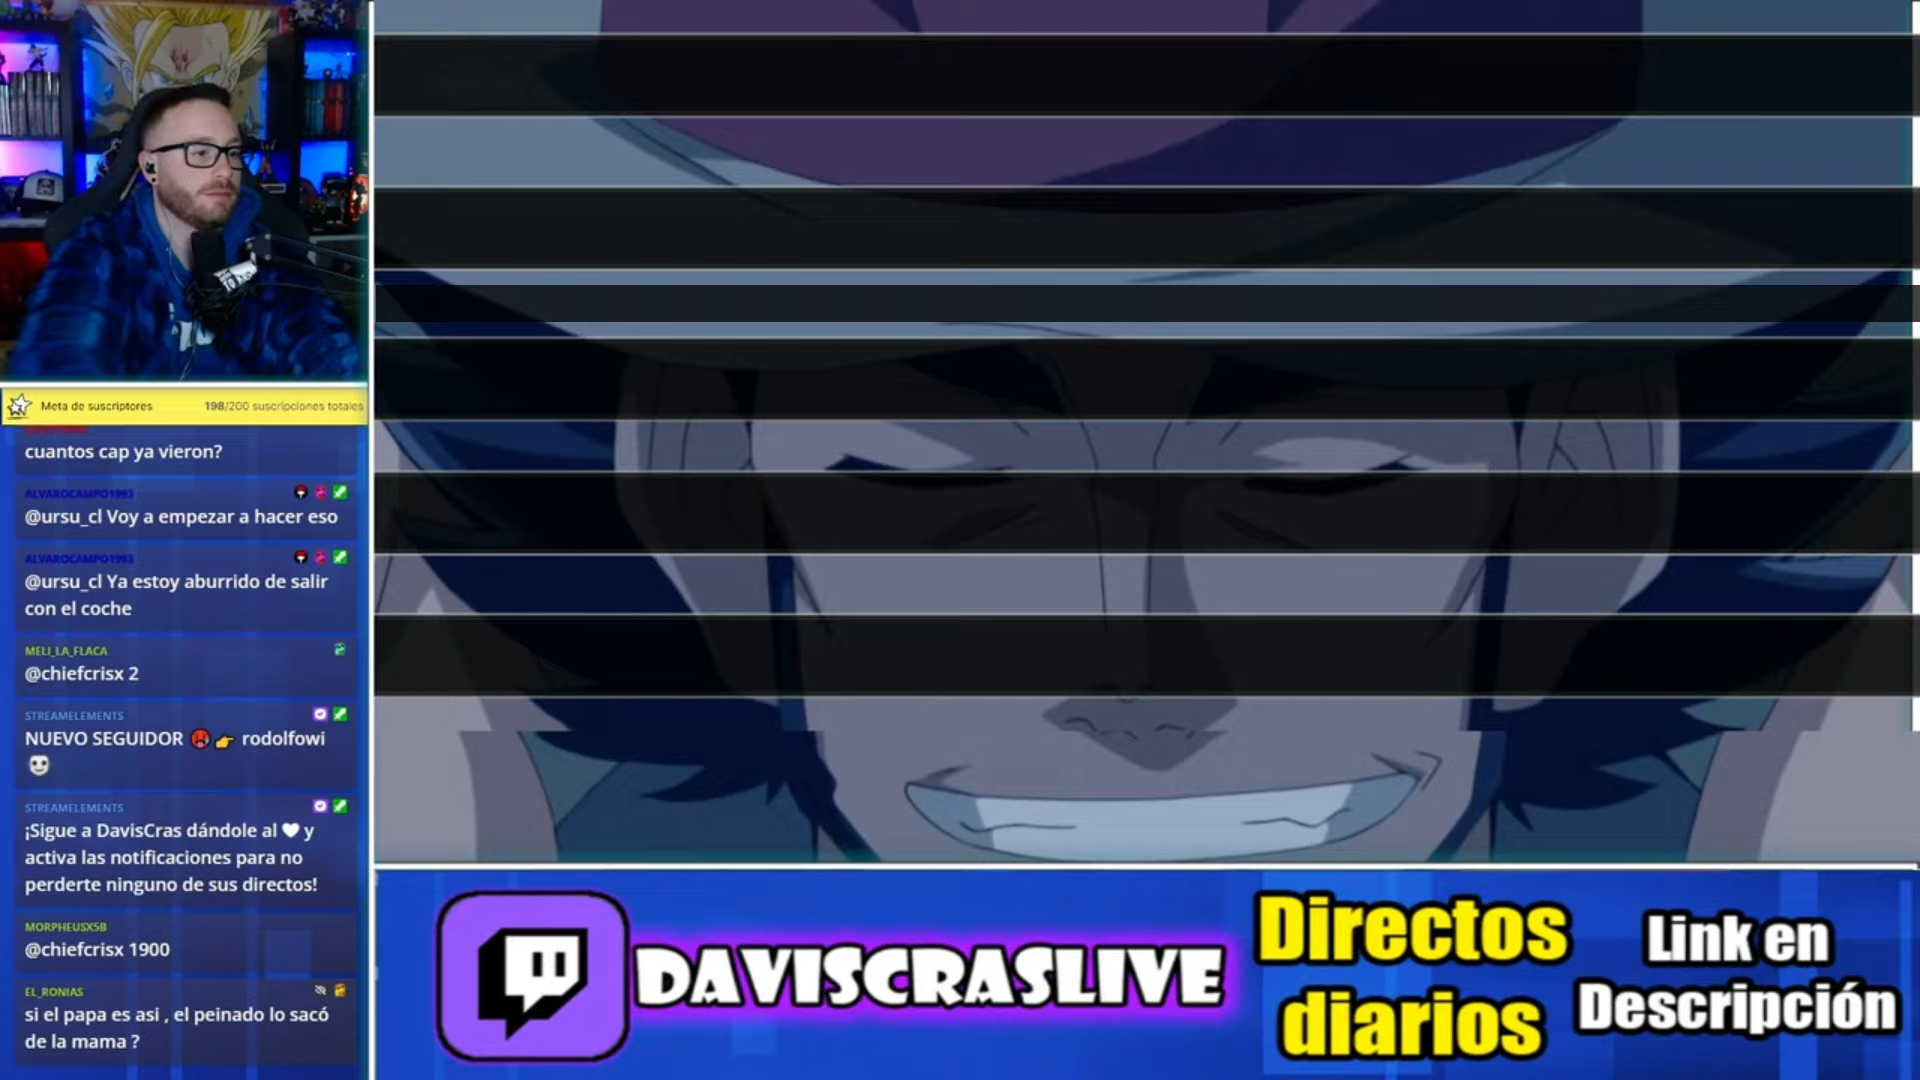 Meta de suscriptores 198/200 suscripciones totales
cuantos cap ya vieron?
ALVAROCAMPO1993
@ursu_cl Voy a empezar a hacer eso
ALVAROCAMPO1993
@ursu_cl Ya estoy aburrido de salir
con el coche
MELI_LA_FLACA
@chiefcrisx 2
STREAMELEMENTS
NUEVO SEGUIDOR 👉 rodolfowi
STREAMELEMENTS
¡Sigue a DavisCras dándole al ❤ y
activa las notificaciones para no
perderte ninguno de sus directos!
MORPHEUSX5B
@chiefcrisx 1900
EL_RONIAS
si el papa es asi , el peinado lo sacó
de la mama ?
DAVISCRASLIVE
Directos
diarios
Link en
Descripción